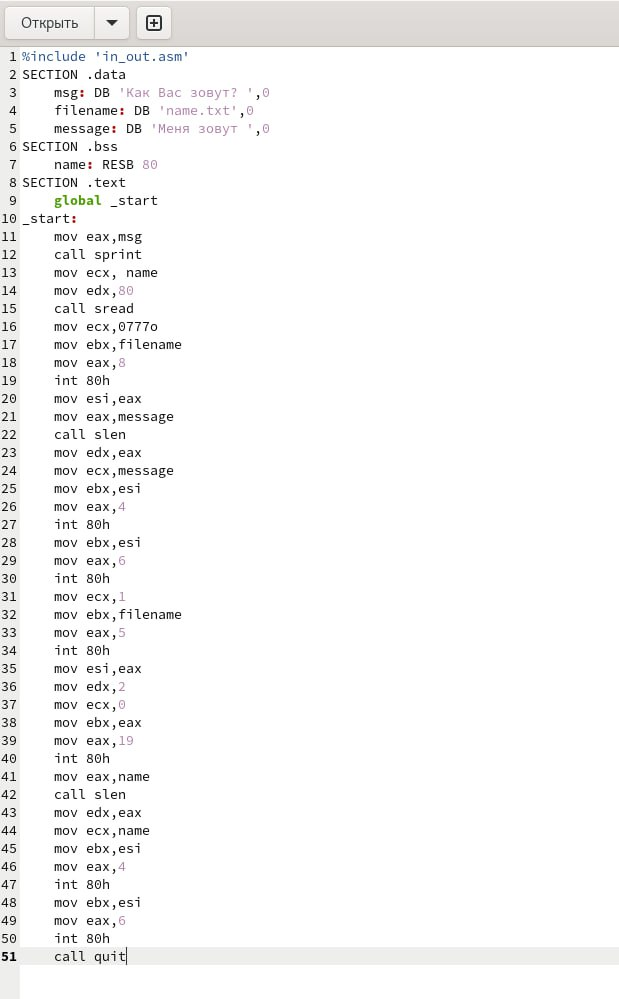 Открыть
1 %include 'in_out.asm'
2 SECTION .data
3     msg: DB 'Как Вас зовут? ',0
4     filename: DB 'name.txt',0
5     message: DB 'Меня зовут ',0
6 SECTION .bss
7     name: RESB 80
8 SECTION .text
9     global _start
10 _start:
11     mov eax,msg
12     call sprint
13     mov ecx, name
14     mov edx,80
15     call sread
16     mov ecx,0777o
17     mov ebx,filename
18     mov eax,8
19     int 80h
20     mov esi,eax
21     mov eax,message
22     call slen
23     mov edx,eax
24     mov ecx,message
25     mov ebx,esi
26     mov eax,4
27     int 80h
28     mov ebx,esi
29     mov eax,6
30     int 80h
31     mov ecx,1
32     mov ebx,filename
33     mov eax,5
34     int 80h
35     mov esi,eax
36     mov edx,2
37     mov ecx,0
38     mov ebx,eax
39     mov eax,19
40     int 80h
41     mov eax,name
42     call slen
43     mov edx,eax
44     mov ecx,name
45     mov ebx,esi
46     mov eax,4
47     int 80h
48     mov ebx,esi
49     mov eax,6
50     int 80h
51     call quit